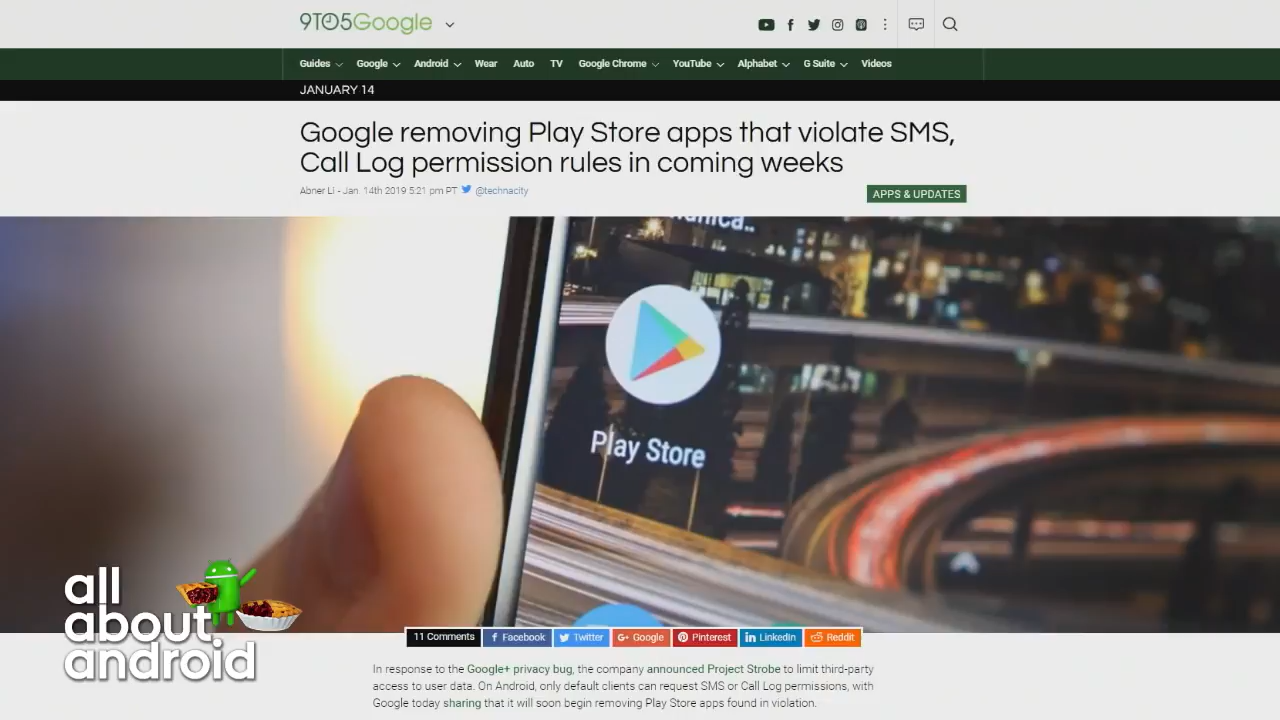 9TO5Google
Guides Google Android Wear Auto TV Google Chrome YouTube Alphabet G Suite Videos
JANUARY 14
Google removing Play Store apps that violate SMS,
Call Log permission rules in coming weeks
Abner Li - Jan. 14th 2019 5:21 pm PT @technacity
APPS & UPDATES
Play Store
all
about
android
11 Comments Facebook Twitter Google Pinterest LinkedIn Reddit
In response to the Google+ privacy bug, the company announced Project Strobe to limit third-party
access to user data. On Android, only default clients can request SMS or Call Log permissions, with
Google today sharing that it will soon begin removing Play Store apps found in violation.